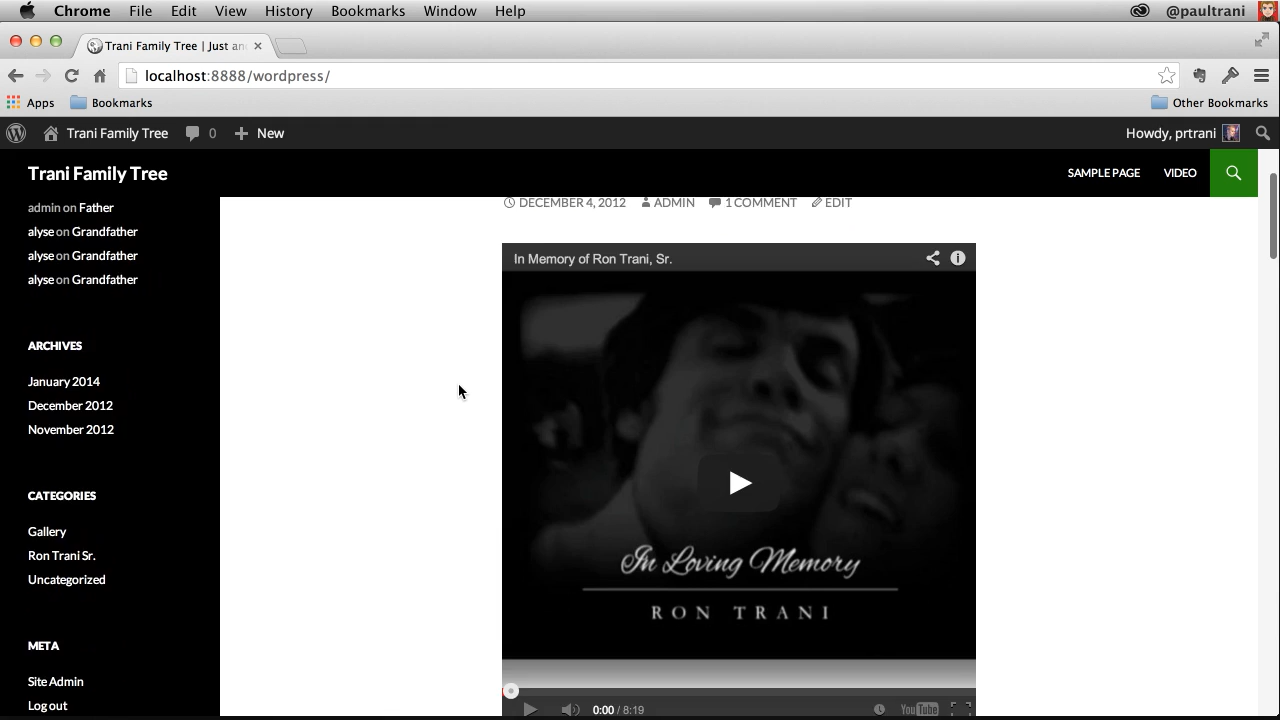 Chrome File Edit View History Bookmarks Window Help @paultrani
Trani Family Tree | Just an
localhost:8888/wordpress/
Apps Bookmarks Other Bookmarks
Trani Family Tree 0 New Howdy, prtrani
Trani Family Tree SAMPLE PAGE VIDEO
admin on Father
alyse on Grandfather
alyse on Grandfather
alyse on Grandfather
ARCHIVES
January 2014
December 2012
November 2012
CATEGORIES
Gallery
Ron Trani Sr.
Uncategorized
META
Site Admin
Log out
DECEMBER 4, 2012 ADMIN 1 COMMENT EDIT
In Memory of Ron Trani, Sr.
In Loving Memory
RON TRANI
0:00 / 8:19 YouTube